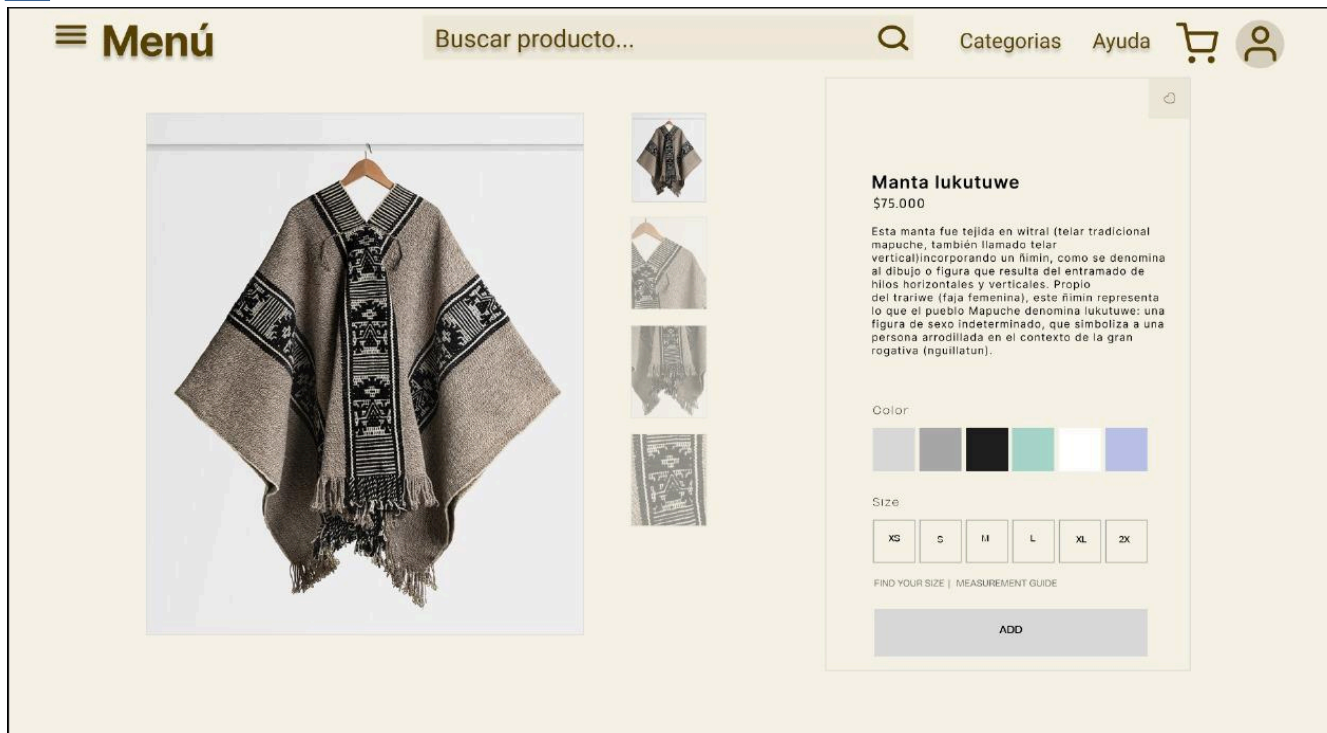 Menú
Buscar producto...
Categorias
Ayuda
Manta lukutuwe
$75.000
Esta manta fue tejida en witral (telar tradicional
mapuche, también llamado telar
vertical)incorporando un ñimin, como se denomina
al dibujo o figura que resulta del entramado de
hilos horizontales y verticales. Propio
del trariwe (faja femenina), este ñimin representa
lo que el pueblo Mapuche denomina lukutuwe: una
figura de sexo indeterminado, que simboliza a una
persona arrodillada en el contexto de la gran
rogativa (nguillatun).
Color
Size
XS S M L XL 2X
FIND YOUR SIZE | MEASUREMENT GUIDE
ADD